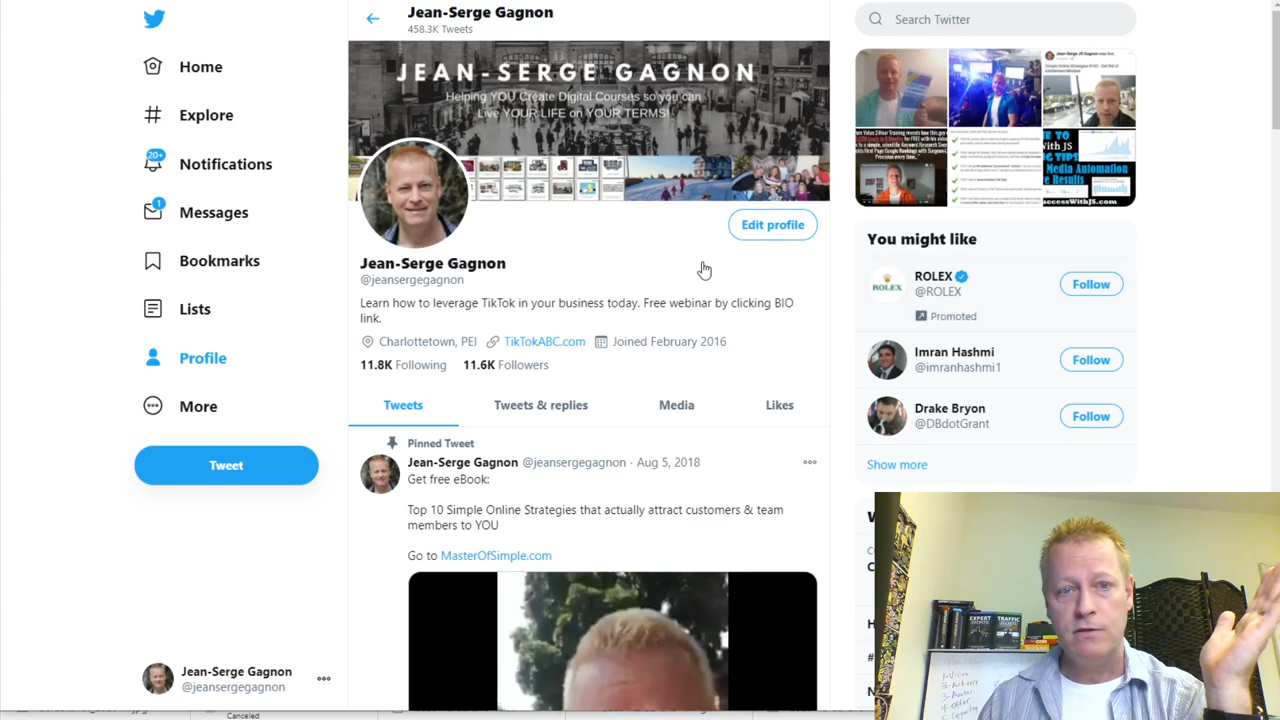 Jean-Serge Gagnon
458.3K Tweets
Search Twitter
JEAN-SERGE GAGNON
Helping YOU Create Digital Courses so you can
Live YOUR LIFE on YOUR TERMS!
Home
Explore
20+
Notifications
1
Messages
Bookmarks
Lists
Profile
More
Tweet
Edit profile
Jean-Serge Gagnon
@jeansergegagnon
Learn how to leverage TikTok in your business today. Free webinar by clicking BIO
link.
Charlottetown, PEI TikTokABC.com Joined February 2016
11.8K Following 11.6K Followers
Tweets Tweets & replies Media Likes
Pinned Tweet
Jean-Serge Gagnon @jeansergegagnon · Aug 5, 2018
Get free eBook:
Top 10 Simple Online Strategies that actually attract customers & team
members to YOU
Go to MasterOfSimple.com
You might like
ROLEX
@ROLEX
Promoted
Follow
Imran Hashmi
@imranhashmi1
Follow
Drake Bryon
@DBdotGrant
Follow
Show more
EXPERT
TRAFFIC
Jean-Serge Gagnon
@jeansergegagnon
Canceled